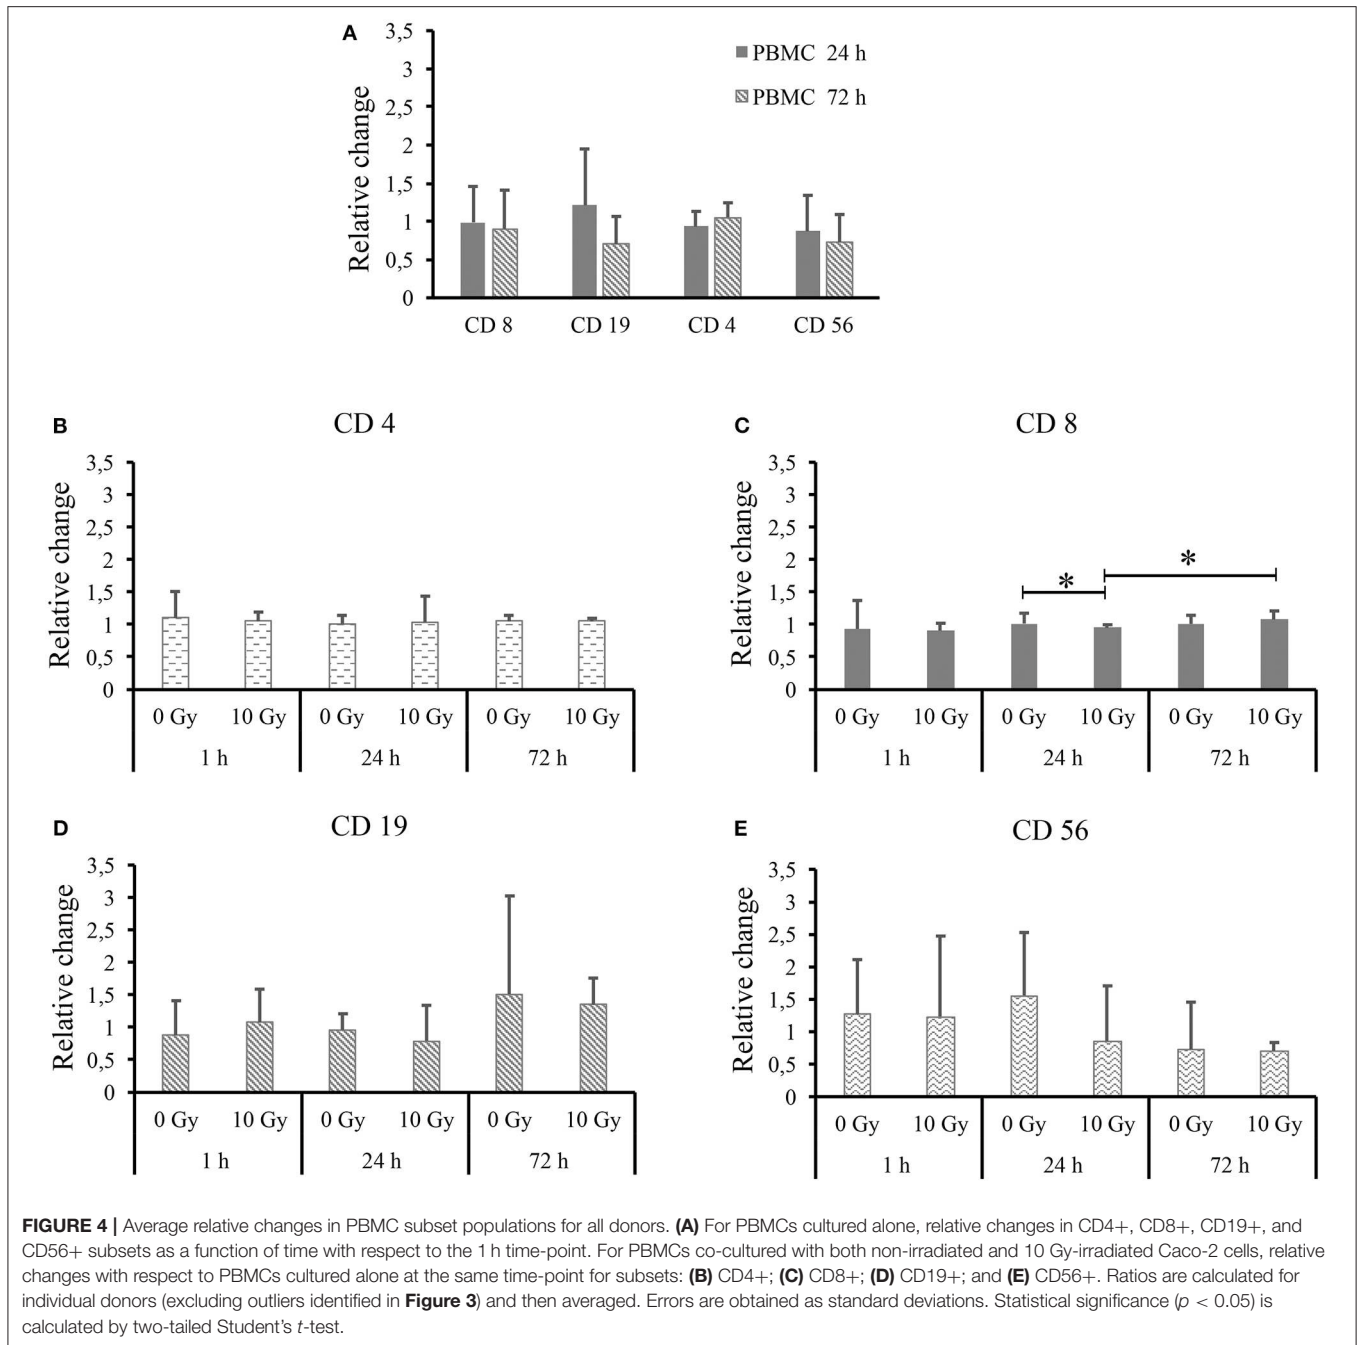 A
3,5
3
2,5
2
1,5
1
0,5
0
Relative change
PBMC 24 h
PBMC 72 h
CD 8 CD 19 CD 4 CD 56
B
CD 4
3,5
3
2,5
2
1,5
1
0,5
0
Relative change
0 Gy 10 Gy 0 Gy 10 Gy 0 Gy 10 Gy
1 h 24 h 72 h
C
CD 8
3,5
3
2,5
2
1,5
1
0,5
0
Relative change
* *
0 Gy 10 Gy 0 Gy 10 Gy 0 Gy 10 Gy
1 h 24 h 72 h
D
CD 19
3,5
3
2,5
2
1,5
1
0,5
0
Relative change
0 Gy 10 Gy 0 Gy 10 Gy 0 Gy 10 Gy
1 h 24 h 72 h
E
CD 56
3,5
3
2,5
2
1,5
1
0,5
0
Relative change
0 Gy 10 Gy 0 Gy 10 Gy 0 Gy 10 Gy
1 h 24 h 72 h
FIGURE 4 | Average relative changes in PBMC subset populations for all donors. (A) For PBMCs cultured alone, relative changes in CD4+, CD8+, CD19+, and
CD56+ subsets as a function of time with respect to the 1 h time-point. For PBMCs co-cultured with both non-irradiated and 10 Gy-irradiated Caco-2 cells, relative
changes with respect to PBMCs cultured alone at the same time-point for subsets: (B) CD4+; (C) CD8+; (D) CD19+; and (E) CD56+. Ratios are calculated for
individual donors (excluding outliers identified in Figure 3) and then averaged. Errors are obtained as standard deviations. Statistical significance (p < 0.05) is
calculated by two-tailed Student's t-test.